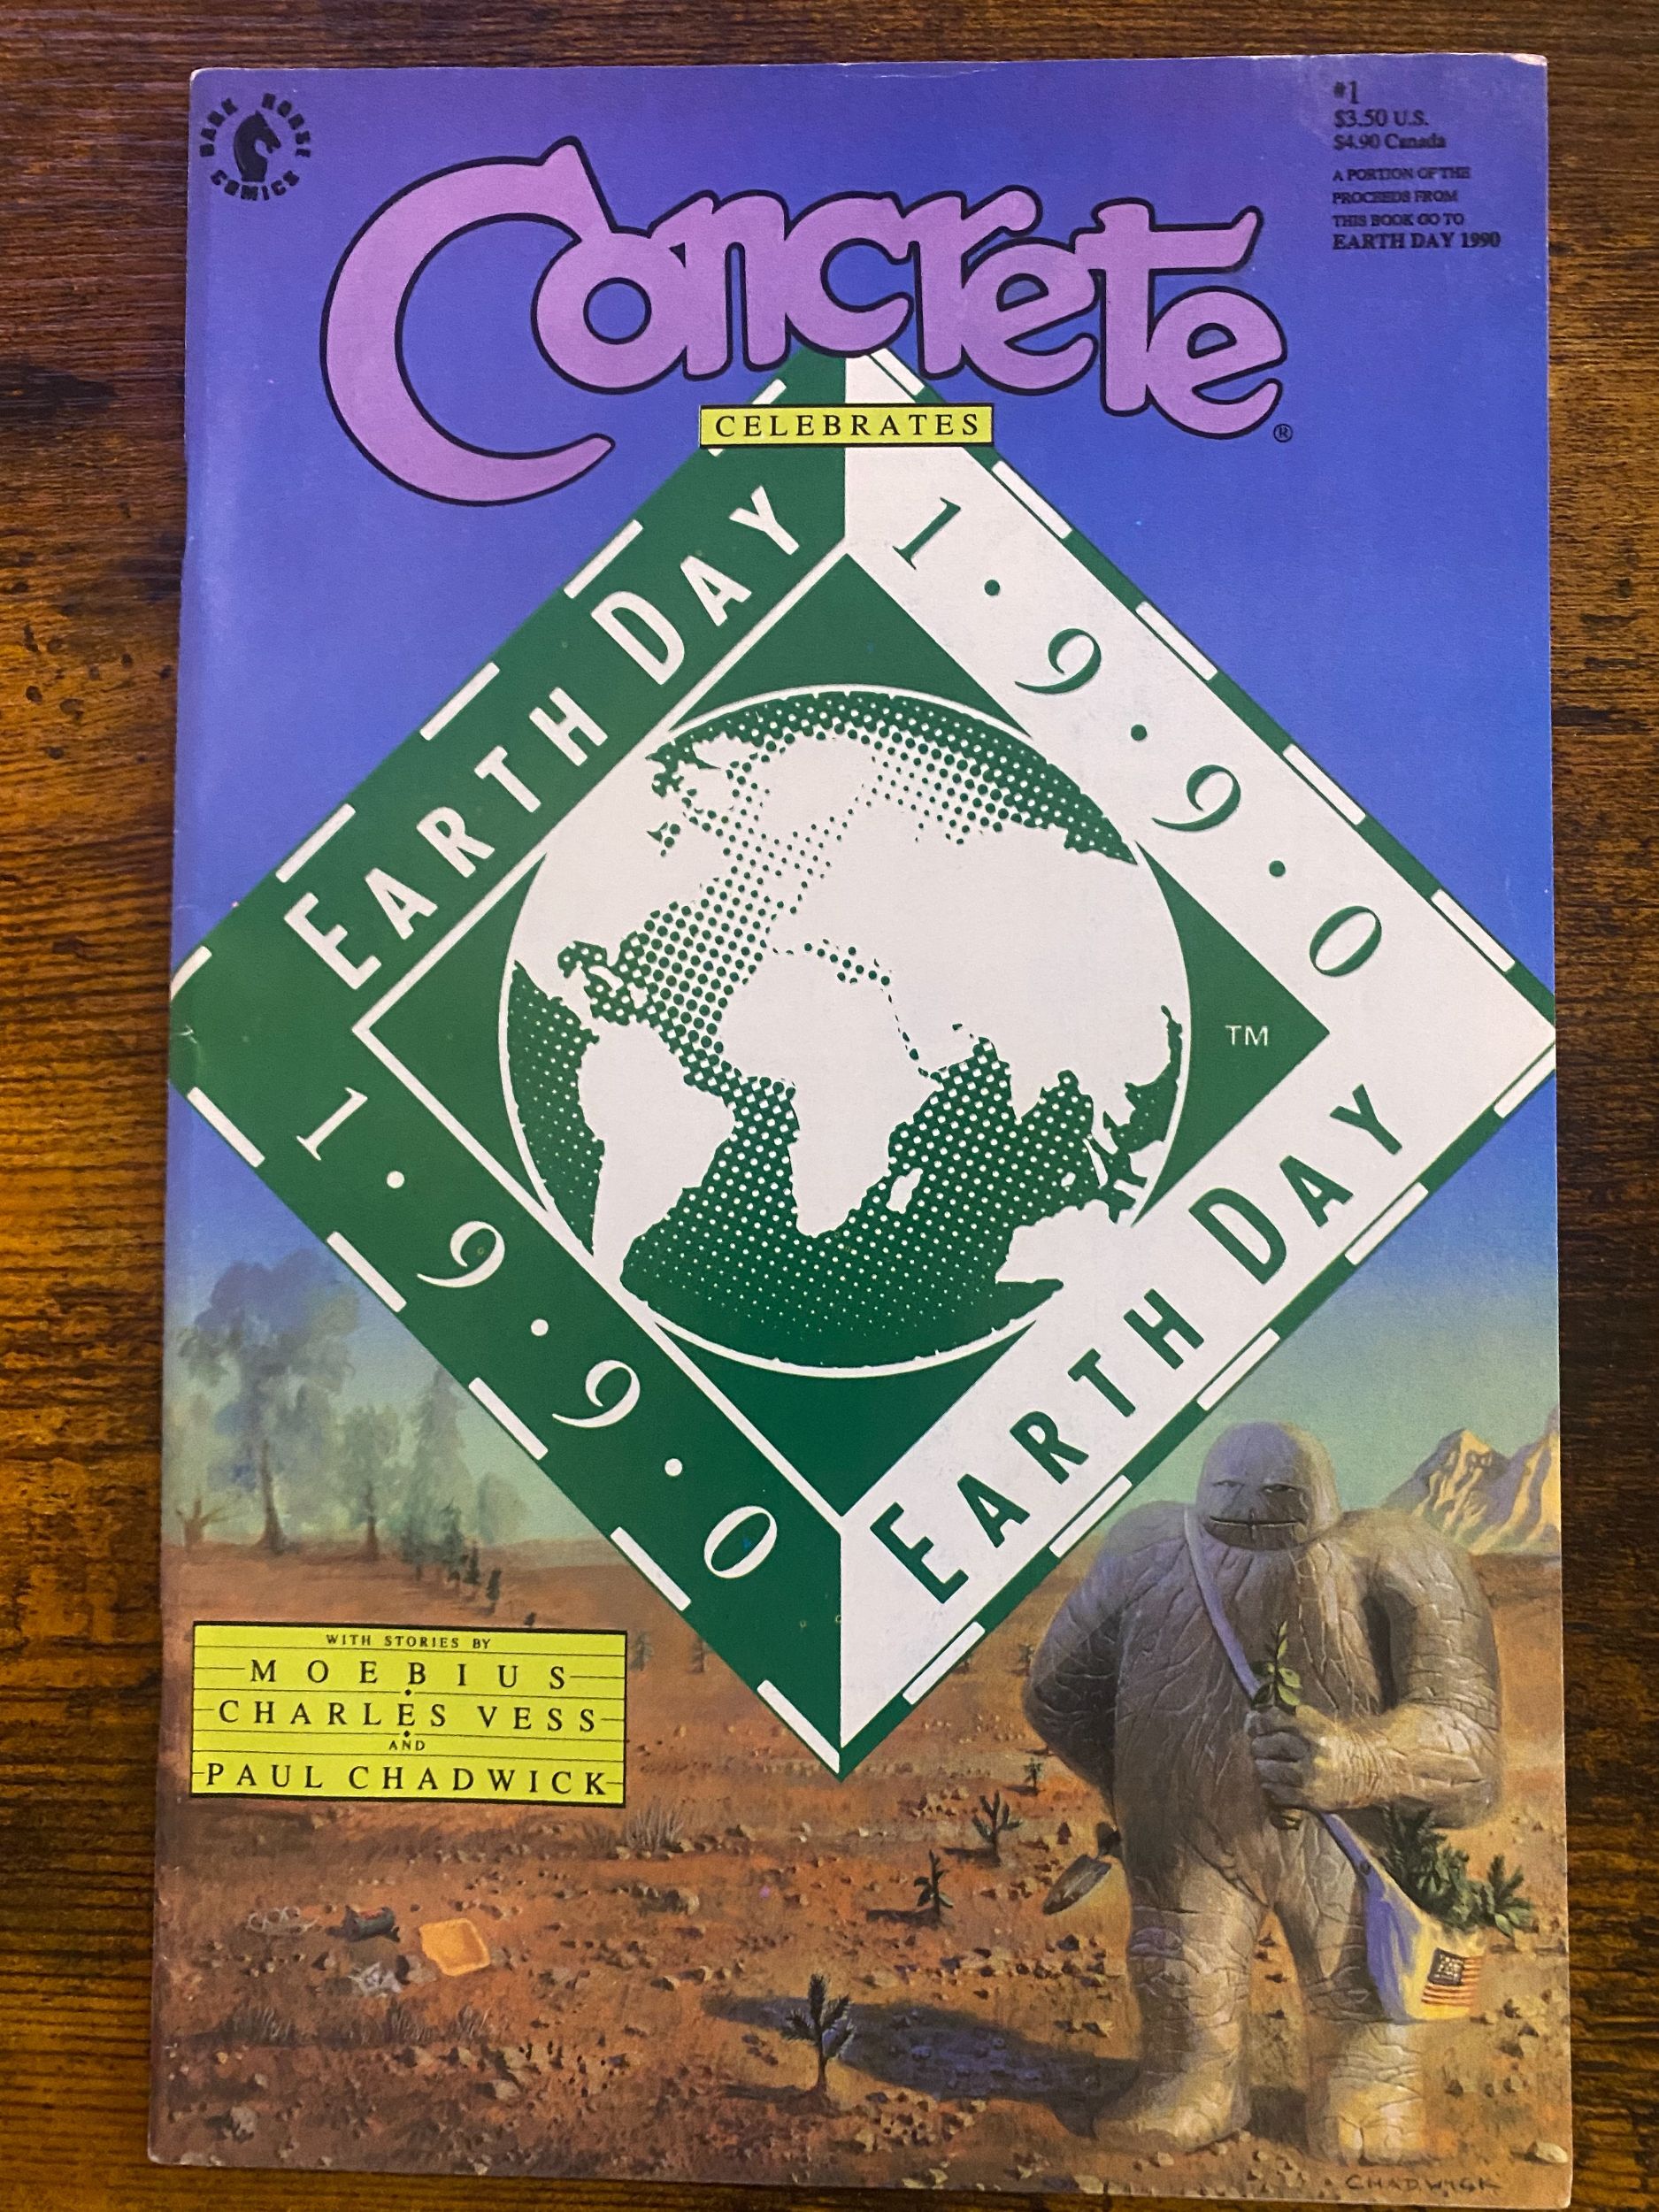 DARK HORSE
COMICS
#1
$3.50 U.S.
$4.90 Canada
A PORTION OF THE
PROCEEDS FROM
THIS BOOK GO TO
EARTH DAY 1990
Concrete®
CELEBRATES
EARTH DAY
1·9·9·0
TM
1·9·9·0
EARTH DAY
WITH STORIES BY
MOEBIUS
CHARLES VESS
AND
PAUL CHADWICK
CHADWICK